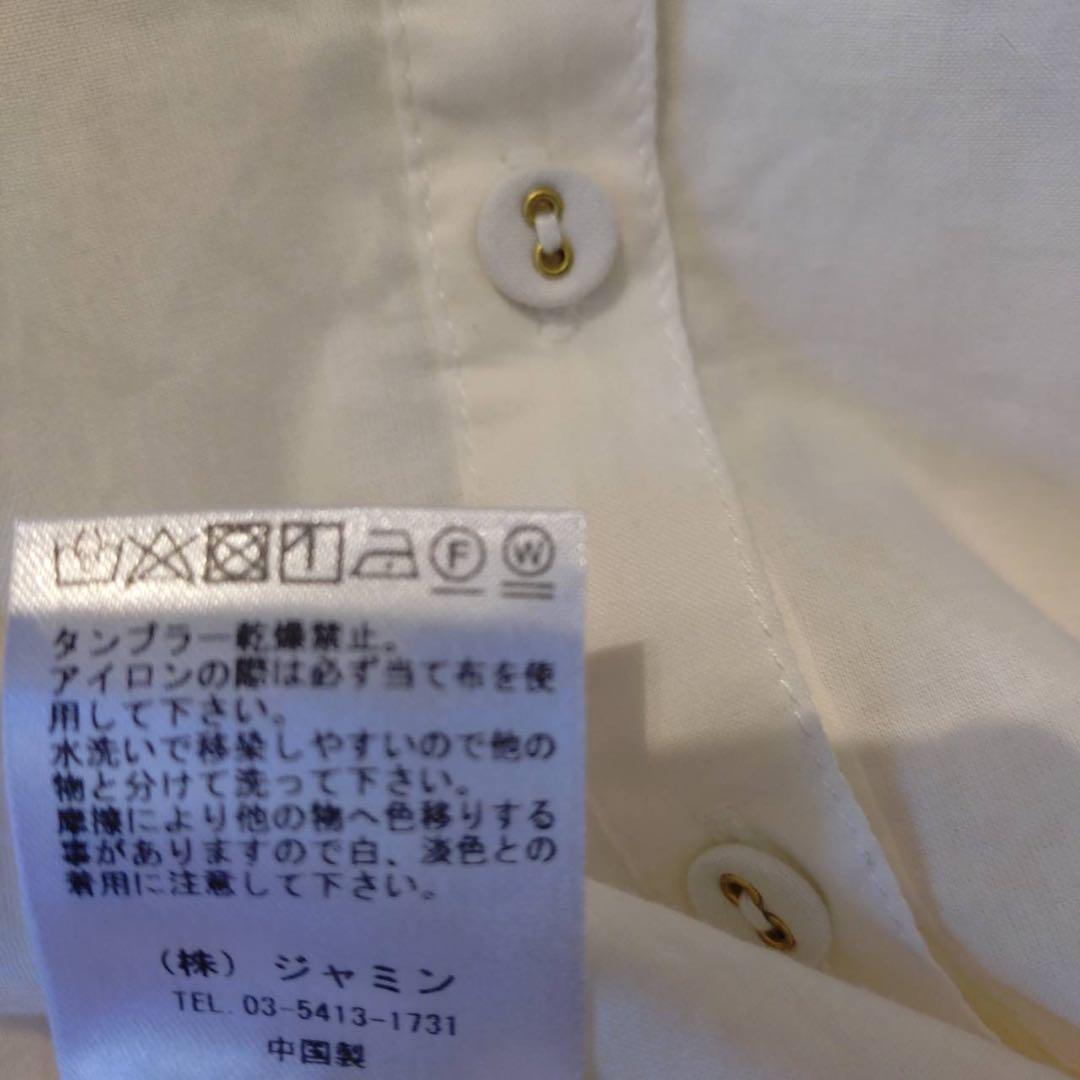 F W
タンブラー乾燥禁止。
アイロンの際は必ず当て布を使
用して下さい。
水洗いで移染しやすいので他の
物と分けて洗って下さい。
摩擦により他の物へ色移りする
事がありますので白、淡色との
着用に注意して下さい。
(株) ジャミン
TEL. 03-5413-1731
中国製